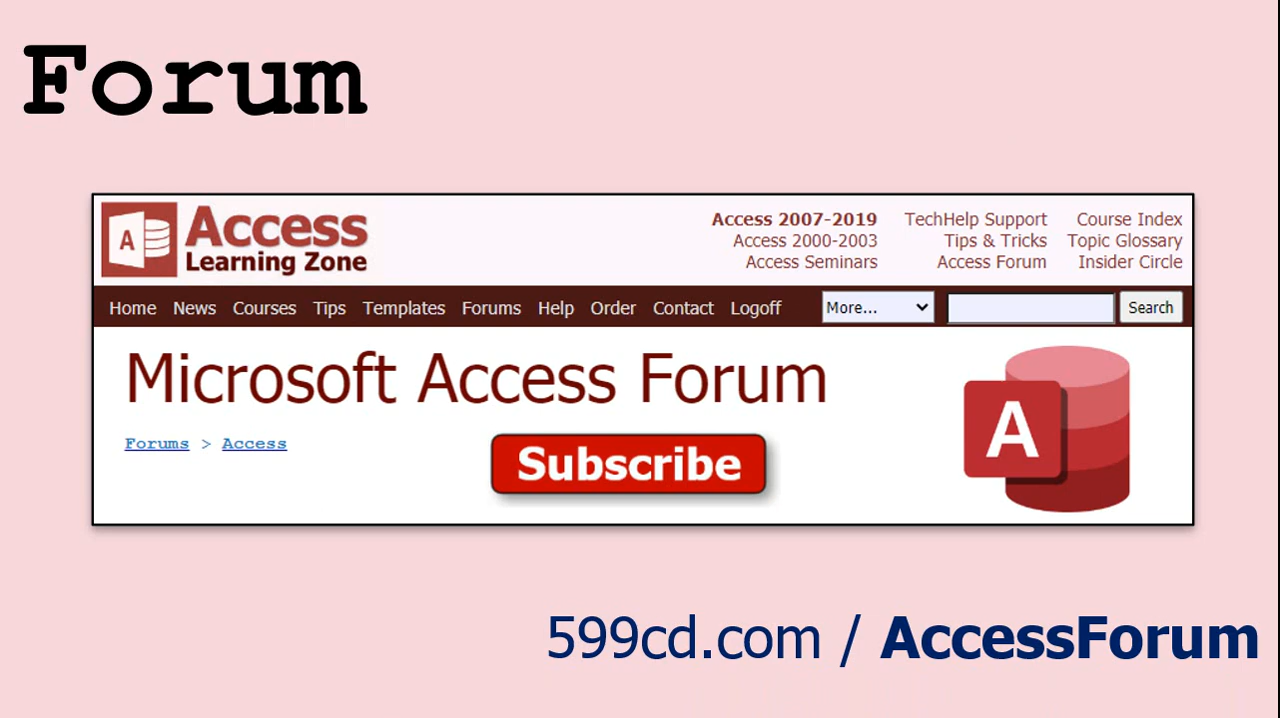 Forum
A Access
Learning Zone
Access 2007-2019 TechHelp Support Course Index
Access 2000-2003 Tips & Tricks Topic Glossary
Access Seminars Access Forum Insider Circle
Home News Courses Tips Templates Forums Help Order Contact Logoff More... Search
Microsoft Access Forum
A
Forums > Access
Subscribe
599cd.com / AccessForum